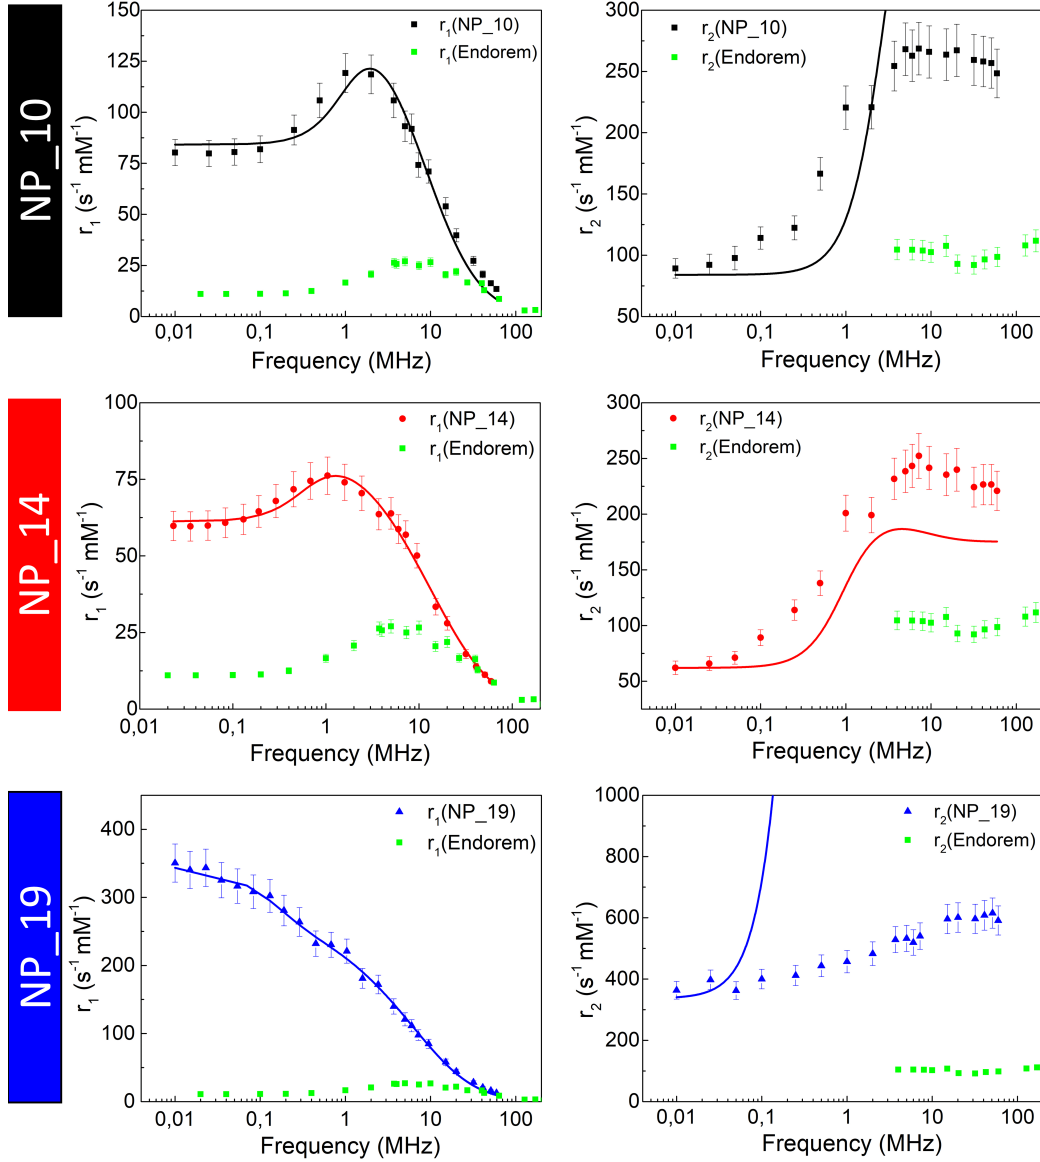 NP_10
r₁ (s⁻¹ mM⁻¹)
150
125
100
75
50
25
0
r₁(NP_10)
r₁(Endorem)
0,01 0,1 1 10 100
Frequency (MHz)
r₂ (s⁻¹ mM⁻¹)
300
250
200
150
100
50
r₂(NP_10)
r₂(Endorem)
0,01 0,1 1 10 100
Frequency (MHz)
NP_14
r₁ (s⁻¹ mM⁻¹)
100
75
50
25
0
r₁(NP_14)
r₁(Endorem)
0,01 0,1 1 10 100
Frequency (MHz)
r₂ (s⁻¹ mM⁻¹)
300
250
200
150
100
50
r₂(NP_14)
r₂(Endorem)
0,01 0,1 1 10 100
Frequency (MHz)
NP_19
r₁ (s⁻¹ mM⁻¹)
400
300
200
100
0
r₁(NP_19)
r₁(Endorem)
0,01 0,1 1 10 100
Frequency (MHz)
r₂ (s⁻¹ mM⁻¹)
1000
800
600
400
200
0
r₂(NP_19)
r₂(Endorem)
0,01 0,1 1 10 100
Frequency (MHz)